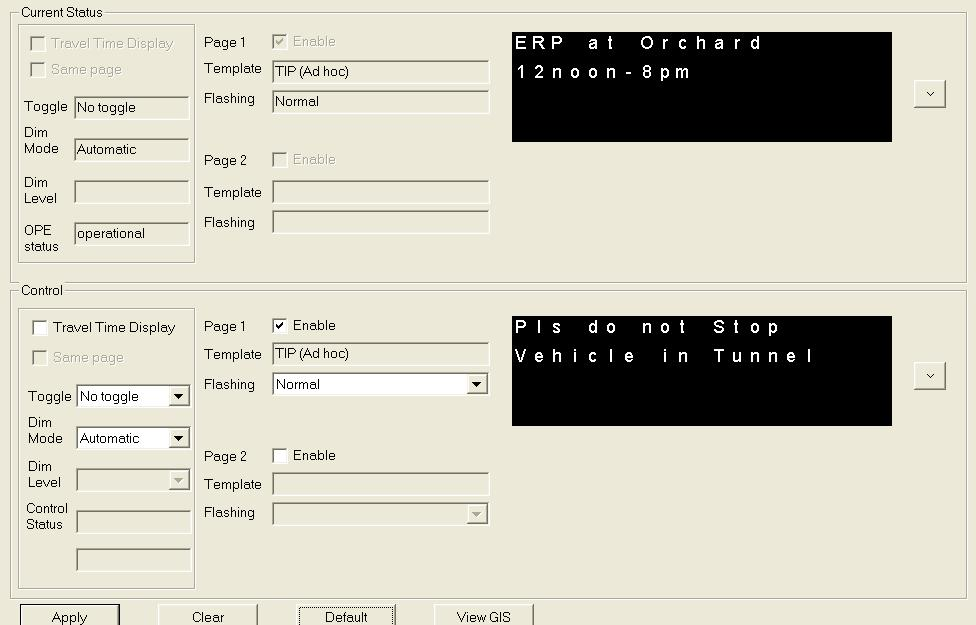 Current Status
Travel Time Display
Same page
Toggle No toggle
Dim
Mode Automatic
Dim
Level
OPE
status operational
Page 1 Enable
Template TIP (Ad hoc)
Flashing Normal
Page 2 Enable
Template
Flashing
ERP at Orchard
12noon-8pm
Control
Travel Time Display
Same page
Toggle No toggle
Dim
Mode Automatic
Dim
Level
Control
Status
Page 1 Enable
Template TIP (Ad hoc)
Flashing Normal
Page 2 Enable
Template
Flashing
Pls do not Stop
Vehicle in Tunnel
Apply Clear Default View GIS